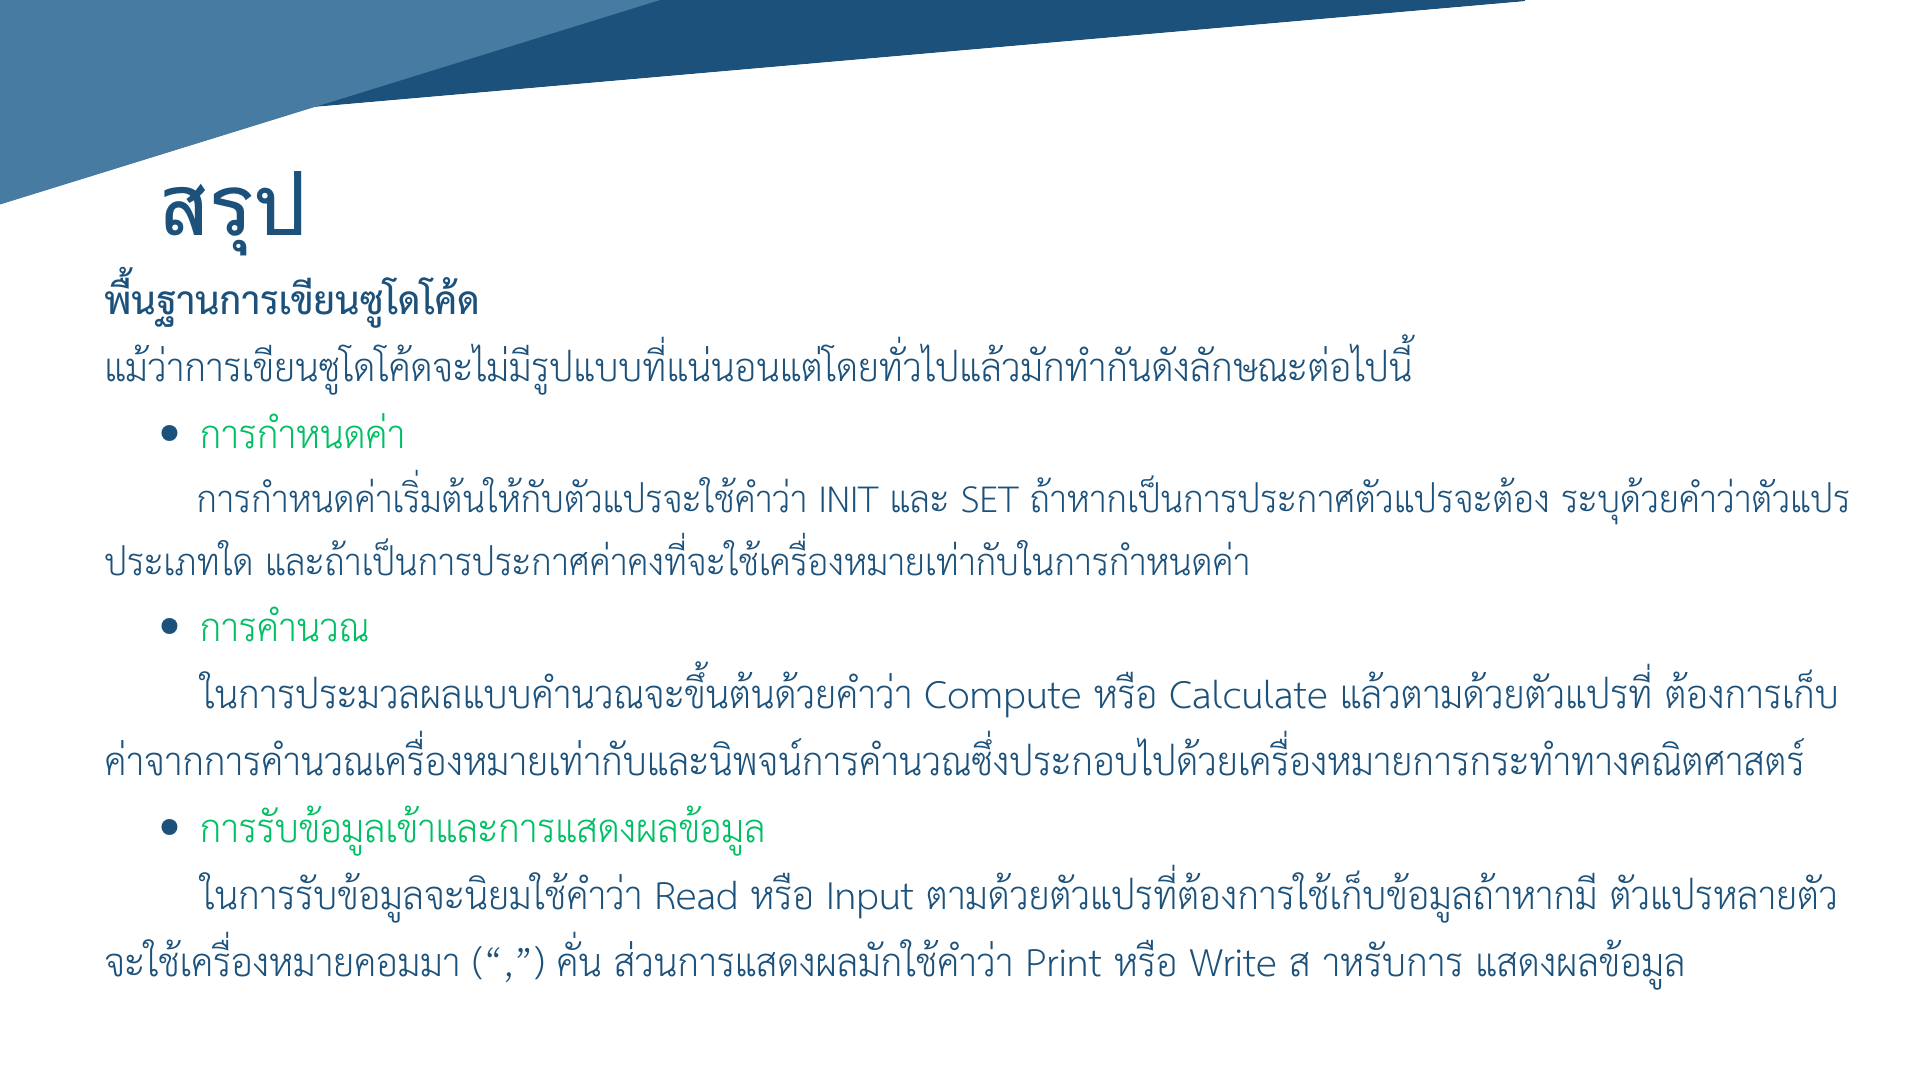 สรุป
พื้นฐานการเขียนซูโดโค้ด
แม้ว่าการเขียนซูโดโค้ดจะไม่มีรูปแบบที่แน่นอนแต่โดยทั่วไปแล้วมักทำกันดังลักษณะต่อไปนี้
• การกำหนดค่า
การกำหนดค่าเริ่มต้นให้กับตัวแปรจะใช้คำว่า INIT และ SET ถ้าหากเป็นการประกาศตัวแปรจะต้อง ระบุด้วยคำว่าตัวแปร
ประเภทใด และถ้าเป็นการประกาศค่าคงที่จะใช้เครื่องหมายเท่ากับในการกำหนดค่า
• การคำนวณ
ในการประมวลผลแบบคำนวณจะขึ้นต้นด้วยคำว่า Compute หรือ Calculate แล้วตามด้วยตัวแปรที่ ต้องการเก็บ
ค่าจากการคำนวณเครื่องหมายเท่ากับและนิพจน์การคำนวณซึ่งประกอบไปด้วยเครื่องหมายการกระทำทางคณิตศาสตร์
• การรับข้อมูลเข้าและการแสดงผลข้อมูล
ในการรับข้อมูลจะนิยมใช้คำว่า Read หรือ Input ตามด้วยตัวแปรที่ต้องการใช้เก็บข้อมูลถ้าหากมี ตัวแปรหลายตัว
จะใช้เครื่องหมายคอมมา (“,”) คั่น ส่วนการแสดงผลมักใช้คำว่า Print หรือ Write ส าหรับการ แสดงผลข้อมูล